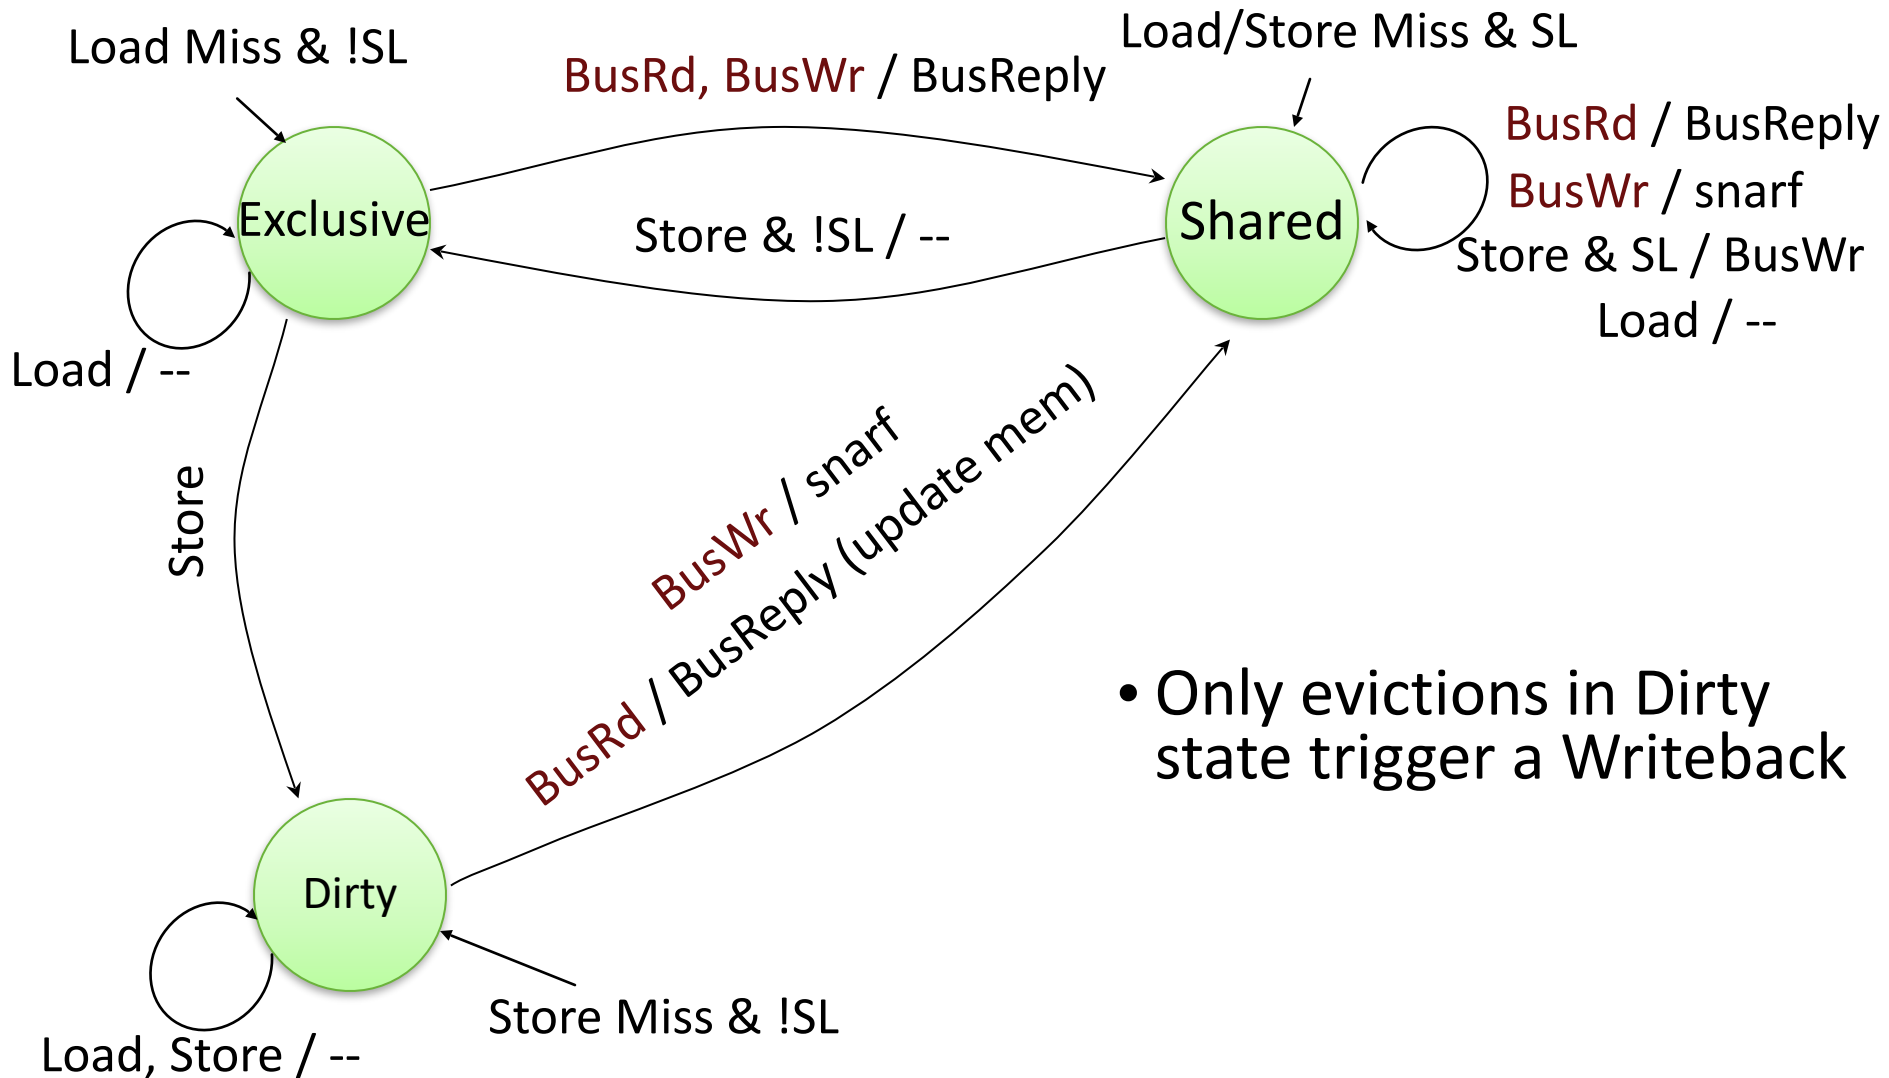 Load Miss & !SL
BusRd, BusWr / BusReply
Load/Store Miss & SL
BusRd / BusReply
BusWr / snarf
Store & SL / BusWr
Load / --
Exclusive
Store & !SL / --
Shared
Load / --
Store
BusWr / snarf
BusRd / BusReply (update mem)
• Only evictions in Dirty
state trigger a Writeback
Dirty
Store Miss & !SL
Load, Store / --